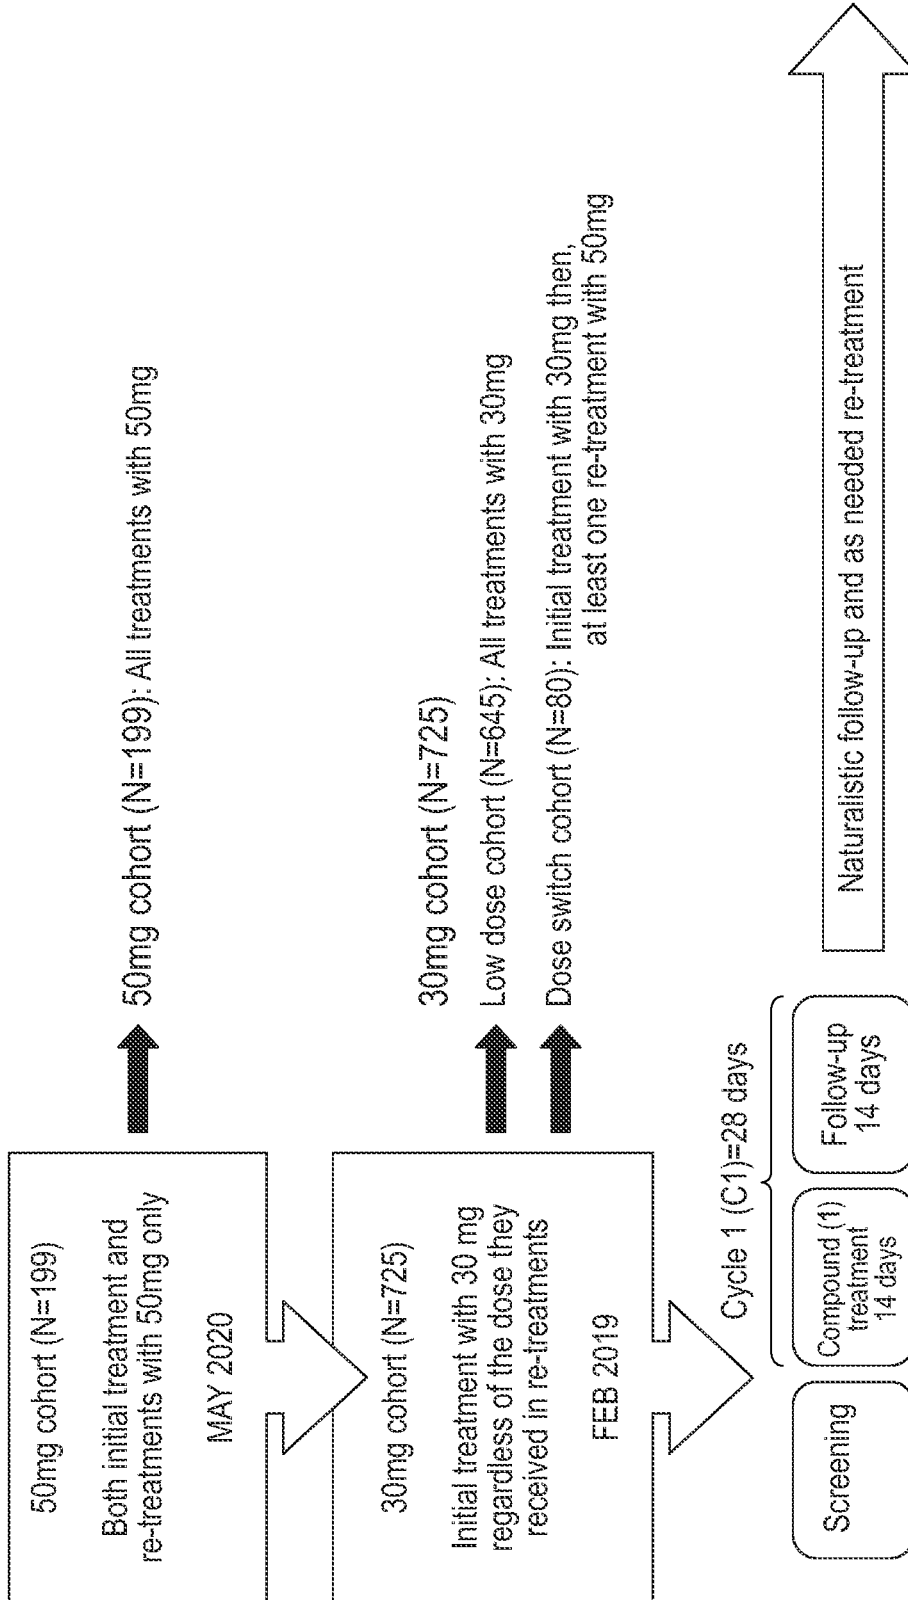 50mg cohort (N=199)
Both initial treatment and
re-treatments with 50mg only
MAY 2020
50mg cohort (N=199): All treatments with 50mg
30mg cohort (N=725)
Initial treatment with 30 mg
regardless of the dose they
received in re-treatments
FEB 2019
30mg cohort (N=725)
Low dose cohort (N=645): All treatments with 30mg
Dose switch cohort (N=80): Initial treatment with 30mg then,
at least one re-treatment with 50mg
Cycle 1 (C1)=28 days
Screening
Compound (1)
treatment
14 days
Follow-up
14 days
Naturalistic follow-up and as needed re-treatment